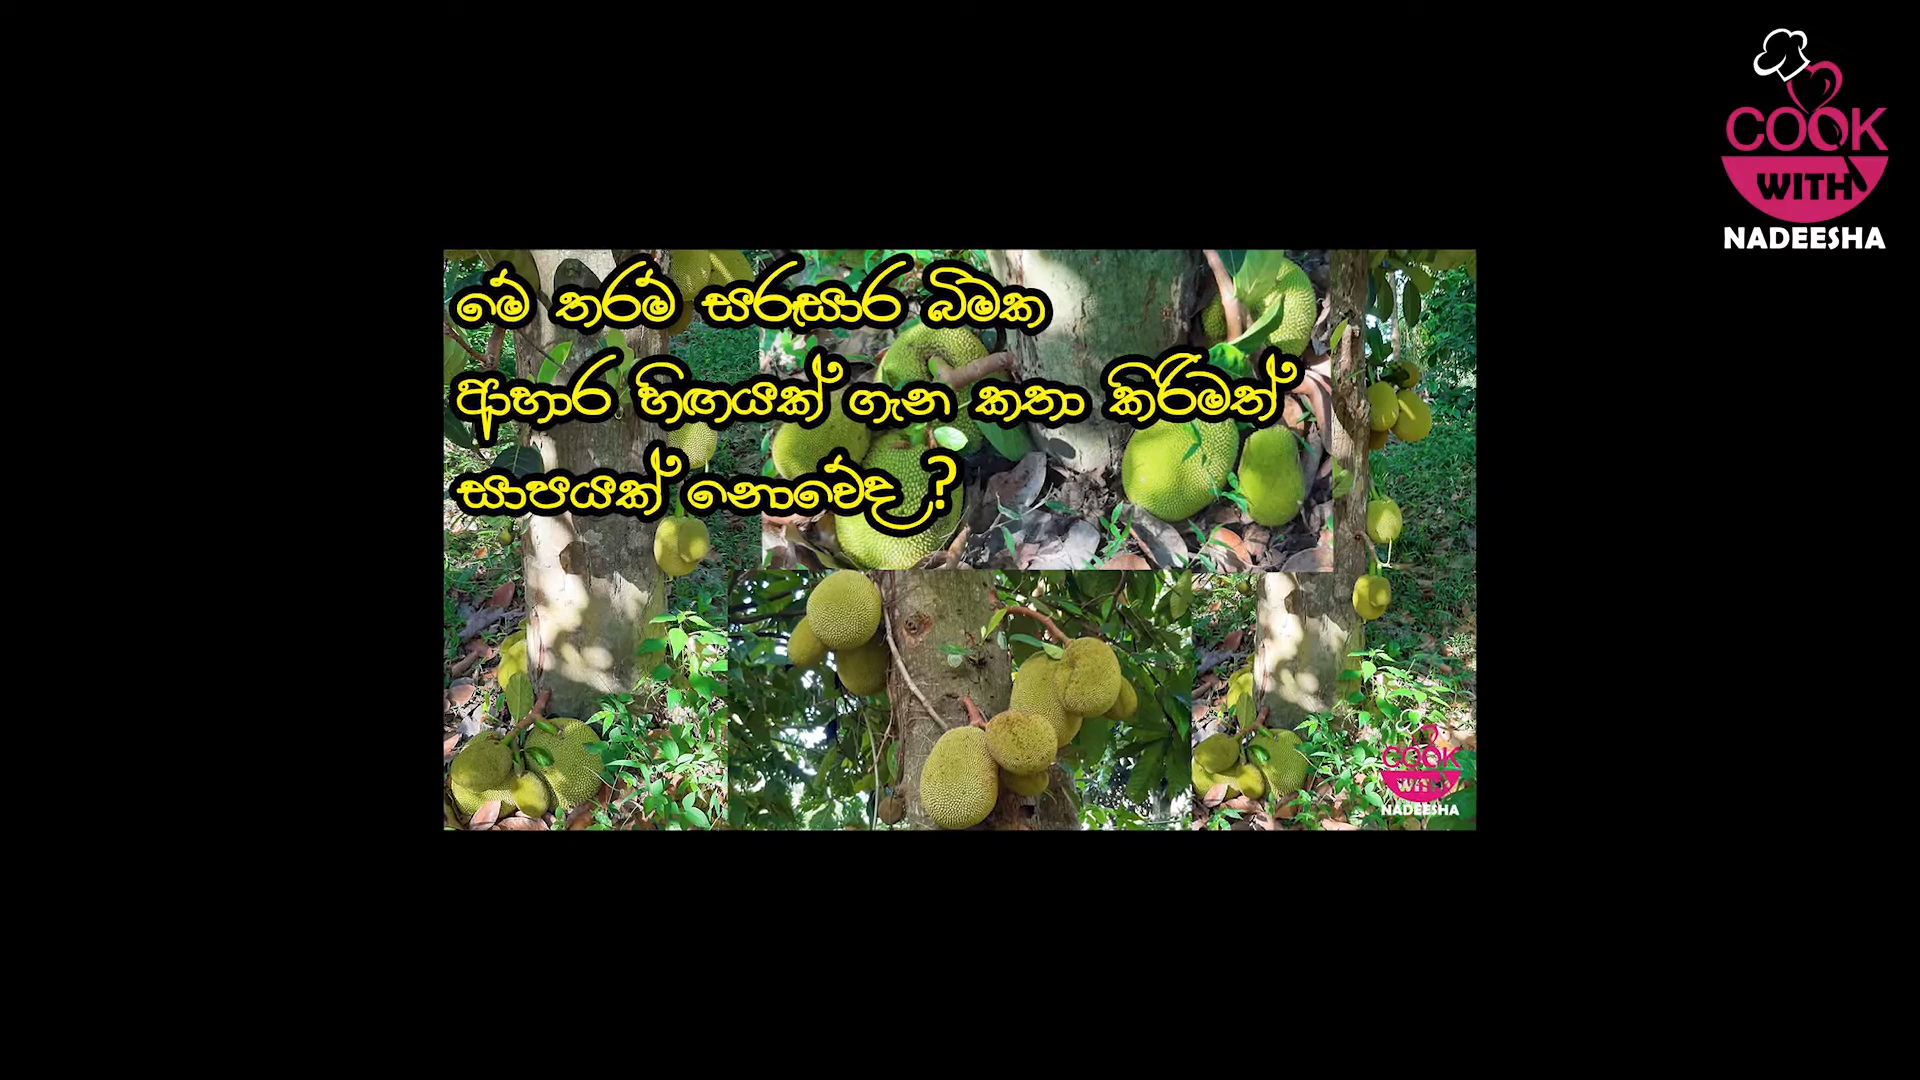 COOK
WITH
NADEESHA
මේ තරම් සරුසාර බිමක
ආහාර හිඟයක් ගැන කතා කිරීමත්
සාපයක් නොවේද ?
COOK
WITH
NADEESHA